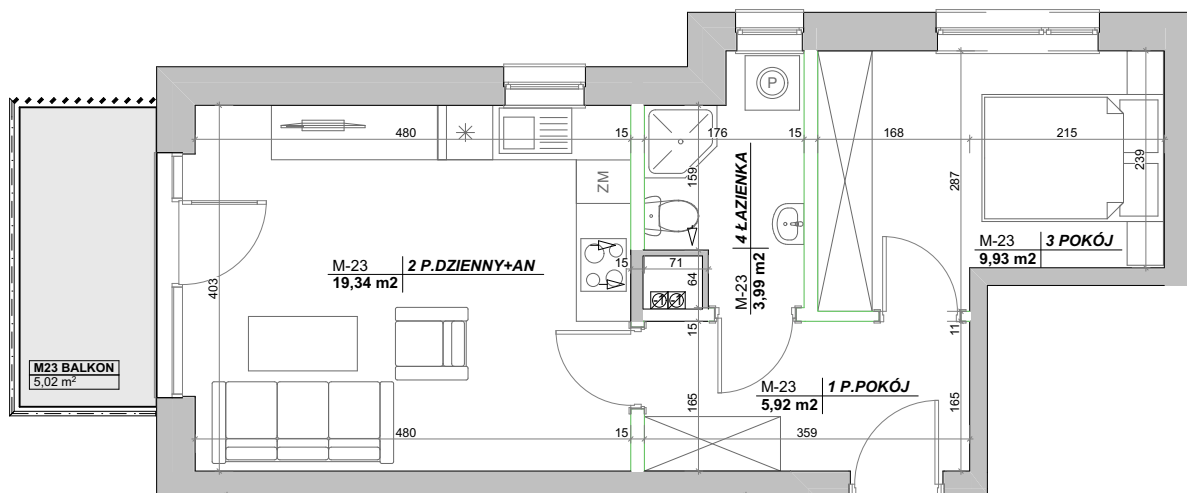 P
480
15
176
15
168
215
239
287
159
ZM
4 ŁAZIENKA
M-23
3,99 m2
M-23
3 POKÓJ
9,93 m2
M-23
2 P.DZIENNY+AN
19,34 m2
15
71
64
403
15
11
M23 BALKON
5,02 m²
M-23
1 P.POKÓJ
5,92 m2
165
165
480
15
359